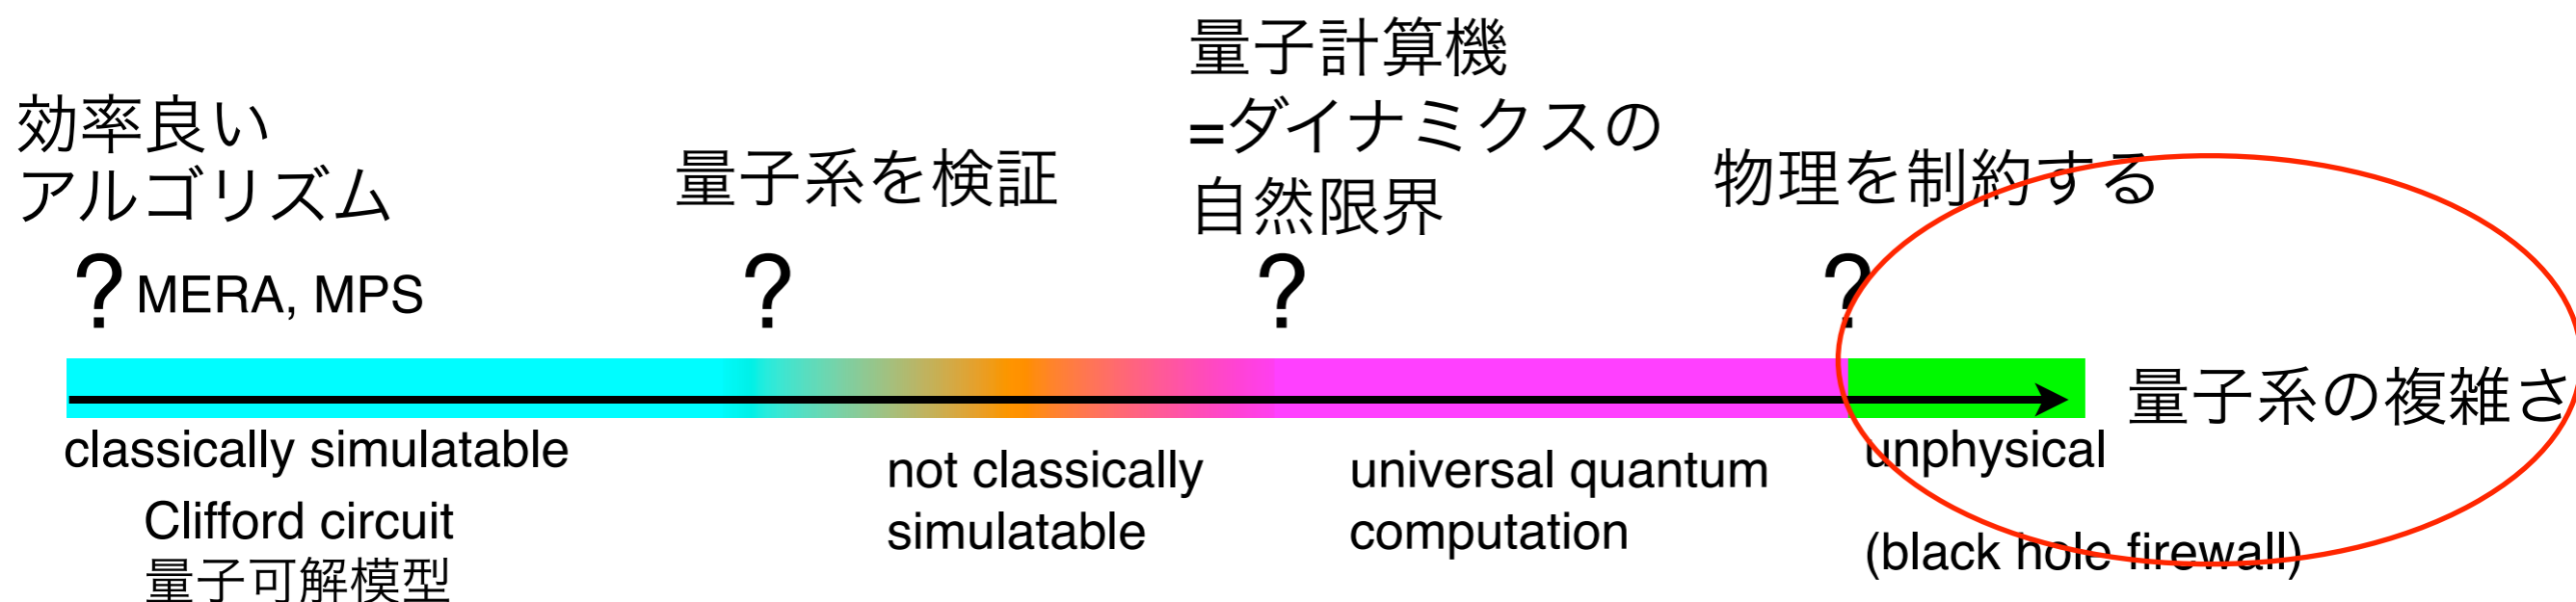 効率良い
アルゴリズム
? MERA, MPS
量子系を検証
?
量子計算機
=ダイナミクスの
自然限界
?
物理を制約する
?
量子系の複雑さ
classically simulatable
Clifford circuit
量子可解模型
not classically
simulatable
universal quantum
computation
unphysical
(black hole firewall)